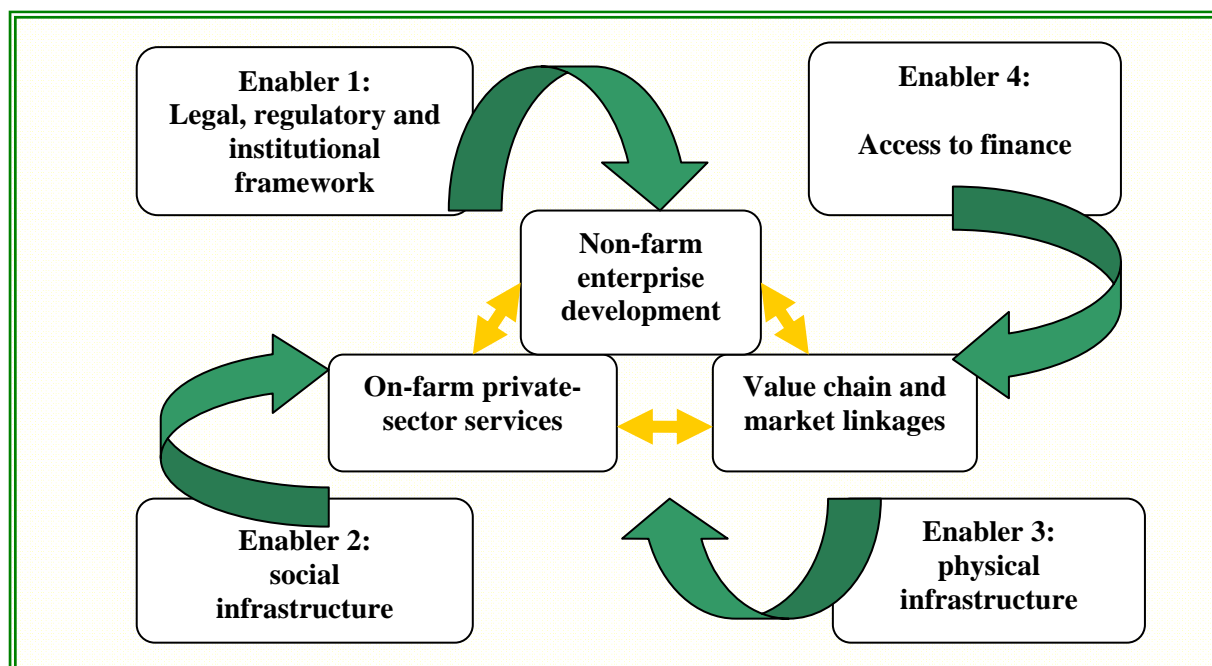 Enabler 1:
Legal, regulatory and
institutional
framework
Enabler 4:
Access to finance
Non-farm
enterprise
development
On-farm private-
sector services
Value chain and
market linkages
Enabler 2:
social
infrastructure
Enabler 3:
physical
infrastructure